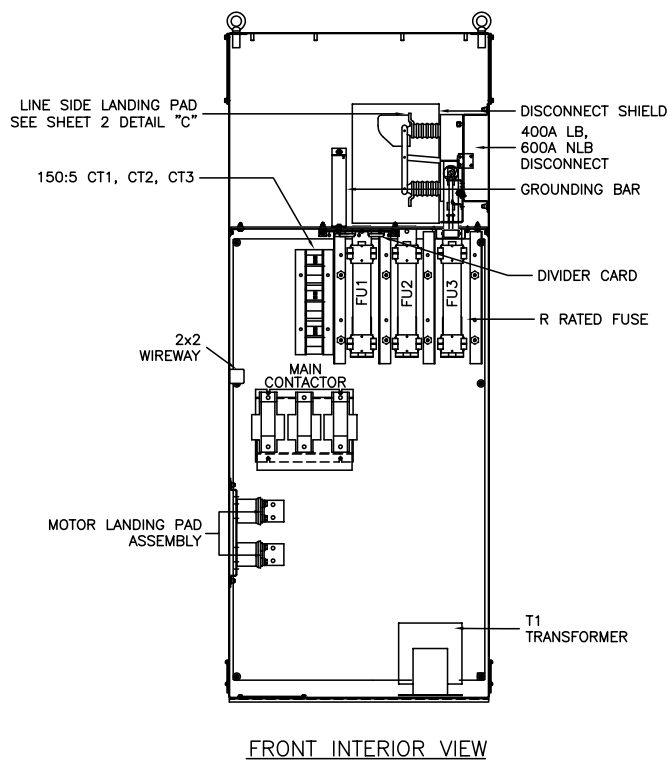 LINE SIDE LANDING PAD
SEE SHEET 2 DETAIL "C"
DISCONNECT SHIELD
400A LB,
600A NLB
DISCONNECT
150:5 CT1, CT2, CT3
GROUNDING BAR
DIVIDER CARD
FU1
FU2
FU3
R RATED FUSE
2x2
WIREWAY
MAIN
CONTACTOR
MOTOR LANDING PAD
ASSEMBLY
T1
TRANSFORMER
FRONT INTERIOR VIEW